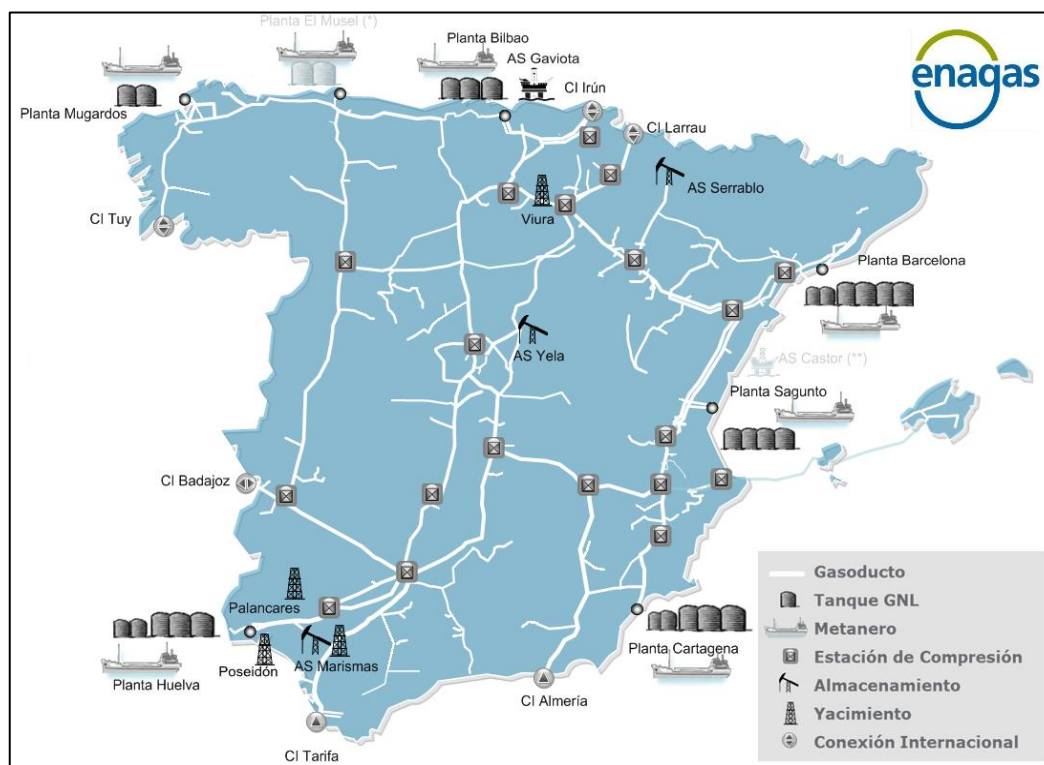 Planta El Musel (*)
Planta Bilbao
AS Gaviota
CI Irún
enagas
Planta Mugardos
CI Larrau
AS Serrablo
Viura
CI Tuy
Planta Barcelona
AS Yela
AS Castor (**)
Planta Sagunto
CI Badajoz
Palancares
Planta Huelva
Poseidón
AS Marismas
Planta Cartagena
CI Almería
CI Tarifa
Gasoducto
Tanque GNL
Metanero
Estación de Compresión
Almacenamiento
Yacimiento
Conexión Internacional